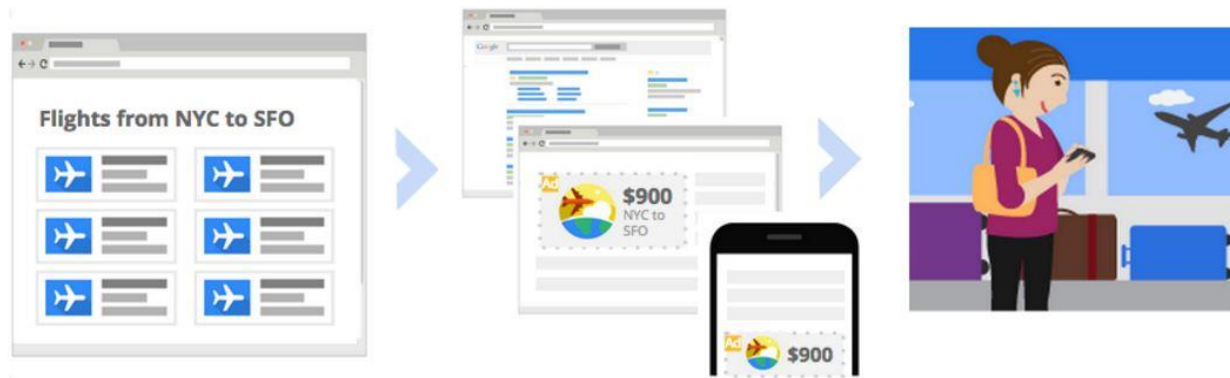 Flights from NYC to SFO
Google
Ad
$900
NYC to
SFO
Ad
$900